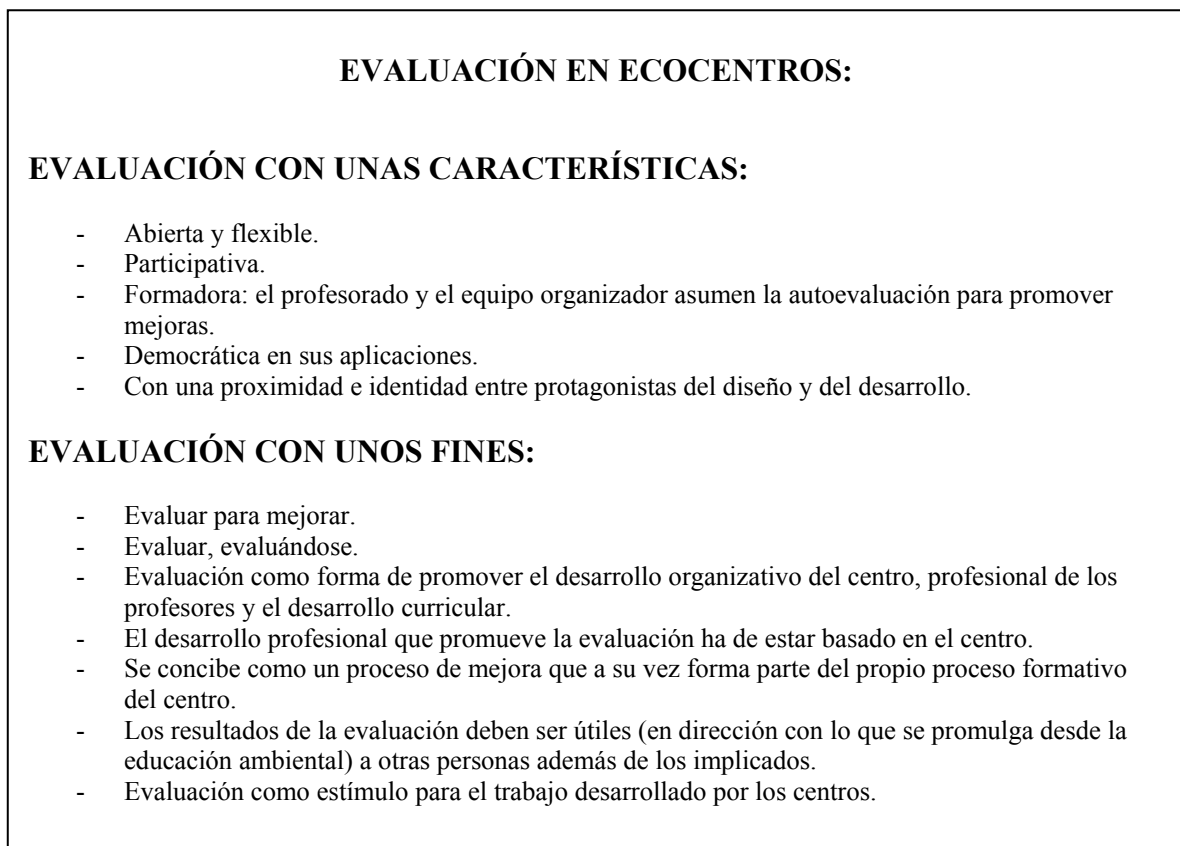 EVALUACIÓN EN ECOCENTROS:
EVALUACIÓN CON UNAS CARACTERÍSTICAS:
- Abierta y flexible.
- Participativa.
- Formadora: el profesorado y el equipo organizador asumen la autoevaluación para promover
mejoras.
- Democrática en sus aplicaciones.
- Con una proximidad e identidad entre protagonistas del diseño y del desarrollo.
EVALUACIÓN CON UNOS FINES:
- Evaluar para mejorar.
- Evaluar, evaluándose.
- Evaluación como forma de promover el desarrollo organizativo del centro, profesional de los
profesores y el desarrollo curricular.
- El desarrollo profesional que promueve la evaluación ha de estar basado en el centro.
- Se concibe como un proceso de mejora que a su vez forma parte del propio proceso formativo
del centro.
- Los resultados de la evaluación deben ser útiles (en dirección con lo que se promulga desde la
educación ambiental) a otras personas además de los implicados.
- Evaluación como estímulo para el trabajo desarrollado por los centros.